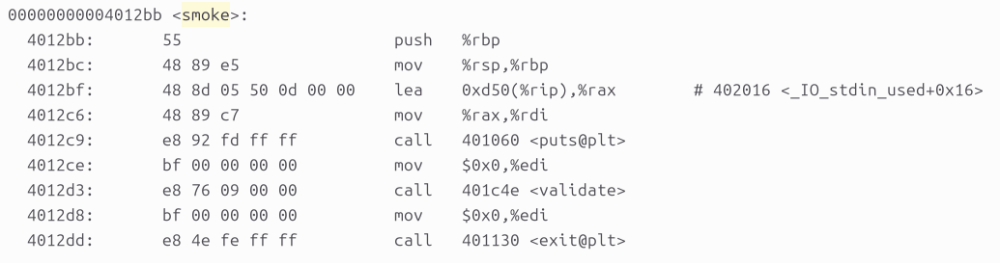 00000000004012bb <smoke>:
4012bb: 55 push %rbp
4012bc: 48 89 e5 mov %rsp,%rbp
4012bf: 48 8d 05 50 0d 00 00 lea 0xd50(%rip),%rax # 402016 <_IO_stdin_used+0x16>
4012c6: 48 89 c7 mov %rax,%rdi
4012c9: e8 92 fd ff ff call 401060 <puts@plt>
4012ce: bf 00 00 00 00 mov $0x0,%edi
4012d3: e8 76 09 00 00 call 401c4e <validate>
4012d8: bf 00 00 00 00 mov $0x0,%edi
4012dd: e8 4e fe ff ff call 401130 <exit@plt>